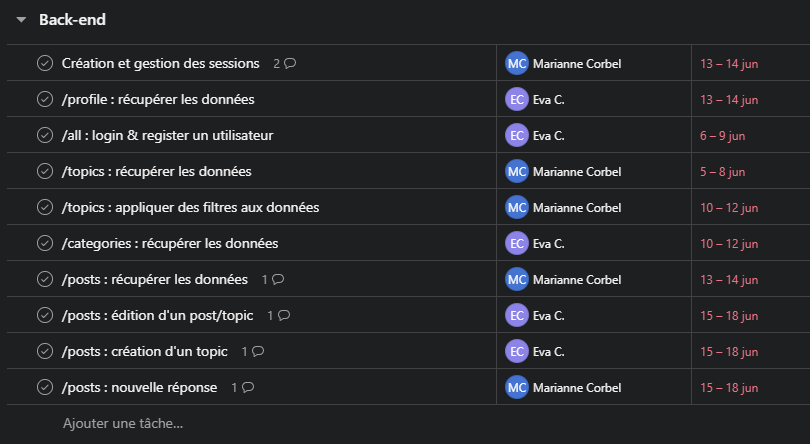 Back-end
Création et gestion des sessions 2 MC Marianne Corbel 13 – 14 jun
/profile : récupérer les données EC Eva C. 13 – 14 jun
/all : login & register un utilisateur EC Eva C. 6 – 9 jun
/topics : récupérer les données MC Marianne Corbel 5 – 8 jun
/topics : appliquer des filtres aux données MC Marianne Corbel 10 – 12 jun
/categories : récupérer les données EC Eva C. 10 – 12 jun
/posts : récupérer les données 1 MC Marianne Corbel 13 – 14 jun
/posts : édition d'un post/topic 1 EC Eva C. 15 – 18 jun
/posts : création d'un topic 1 EC Eva C. 15 – 18 jun
/posts : nouvelle réponse 1 MC Marianne Corbel 15 – 18 jun
Ajouter une tâche...